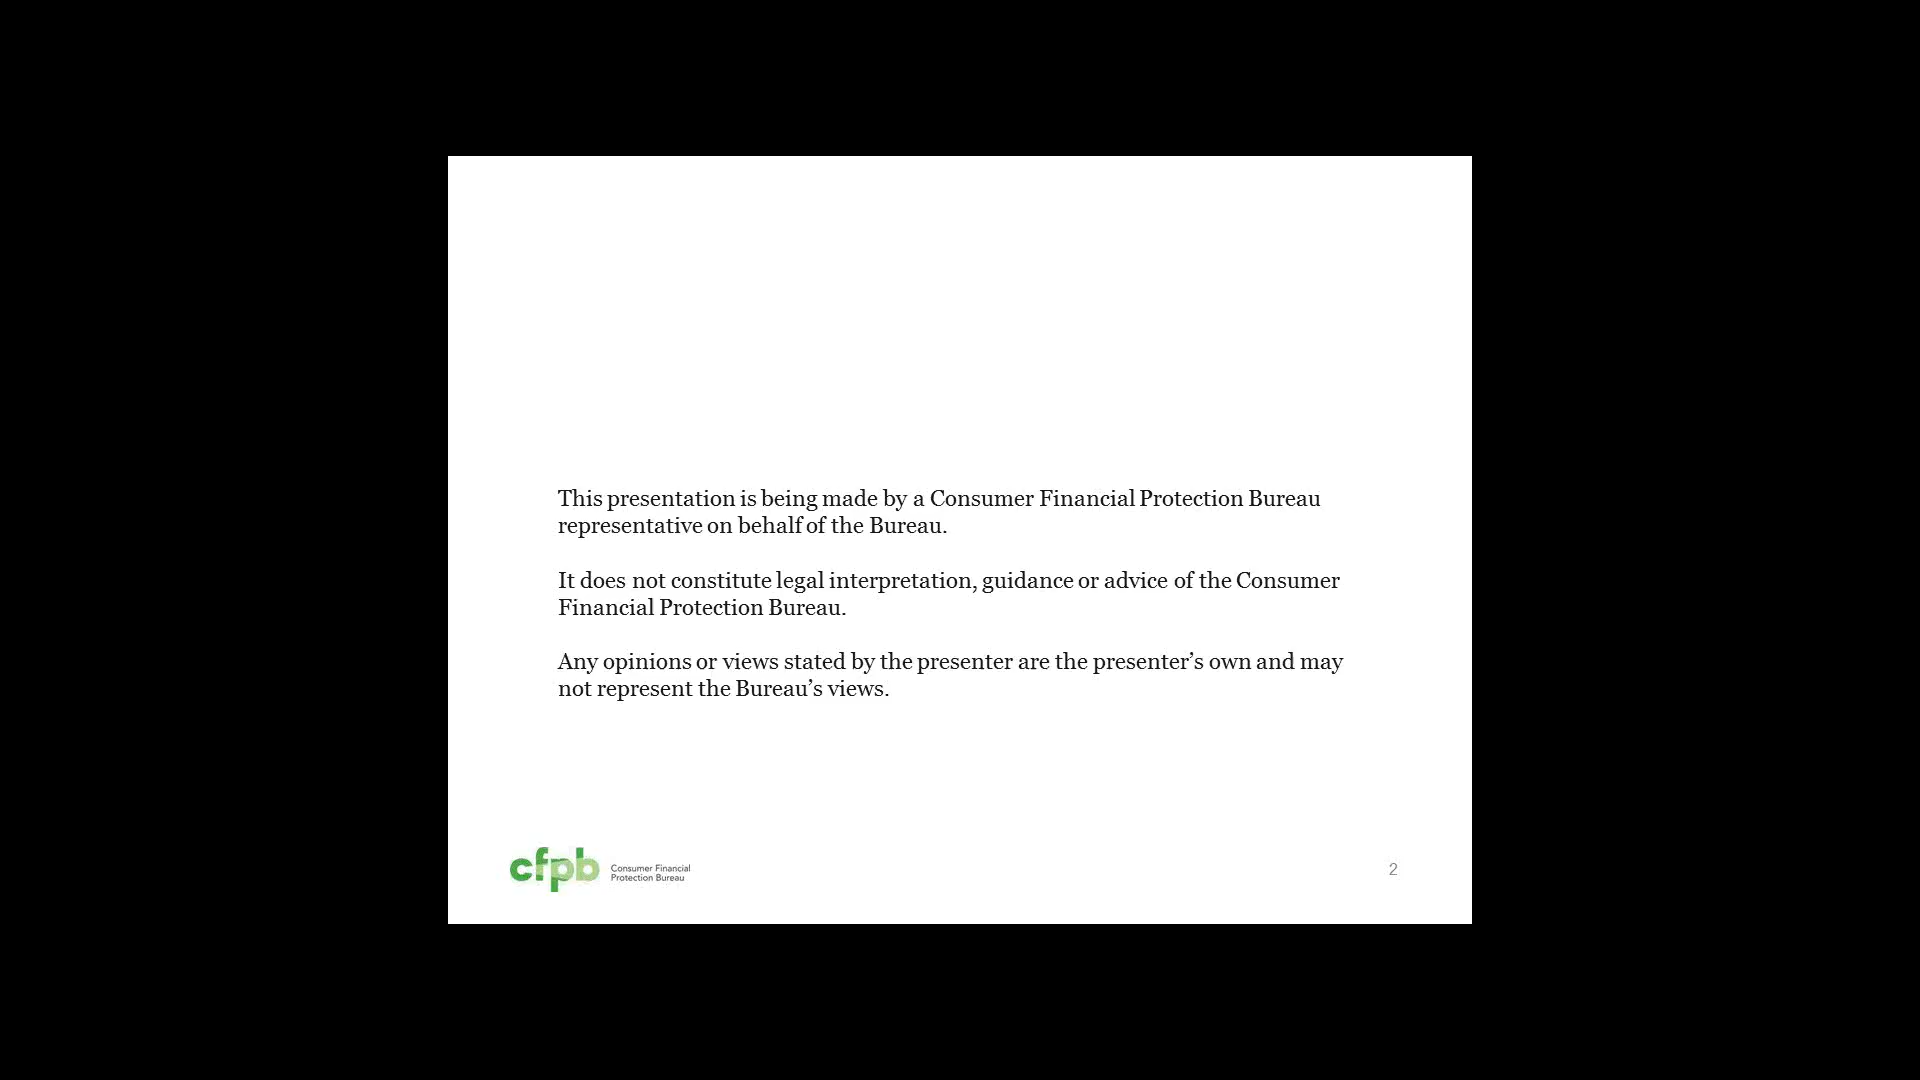 This presentation is being made by a Consumer Financial Protection Bureau
representative on behalf of the Bureau.
It does not constitute legal interpretation, guidance or advice of the Consumer
Financial Protection Bureau.
Any opinions or views stated by the presenter are the presenter’s own and may
not represent the Bureau’s views.
cfpb
Consumer Financial
Protection Bureau
2